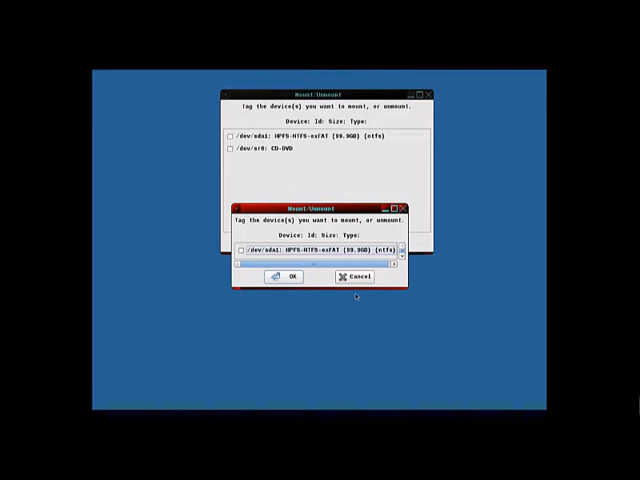 Mount/Unmount
Tag the device(s) you want to mount, or unmount.
Device: Id: Size: Type:
/dev/sda1: HPFS-NTFS-exFAT [99.9GB] (ntfs)
/dev/sr0: CD-DVD
Mount/Unmount
Tag the device(s) you want to mount, or unmount.
Device: Id: Size: Type:
/dev/sda1: HPFS-NTFS-exFAT [99.9GB] (ntfs)
OK
Cancel